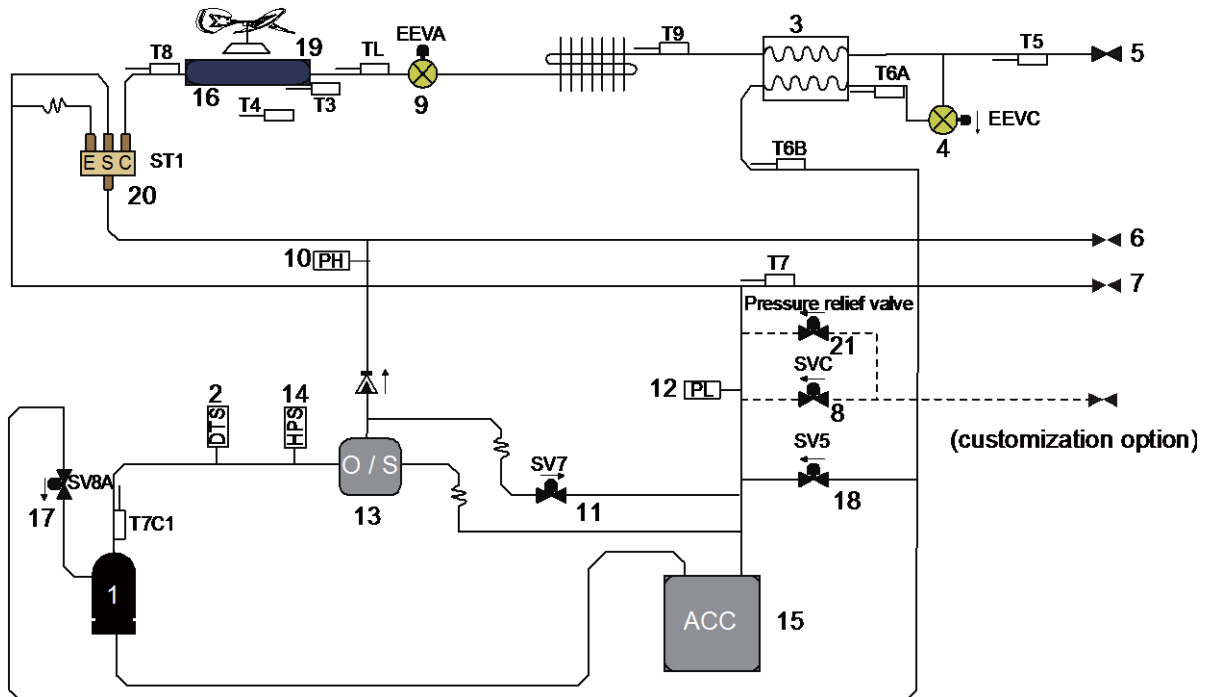 EEVA
3
T8
19
TL
T9
T5
5
16
T4
T3
9
T6A
EEVC
4
E S C
ST1
T6B
20
6
10 PH
T7
7
Pressure relief valve
21
SVC
12 PL
8
(customization option)
2
14
DTS
HPS
SV5
18
O / S
SV7
SV8A
17
13
11
T7C1
1
ACC
15